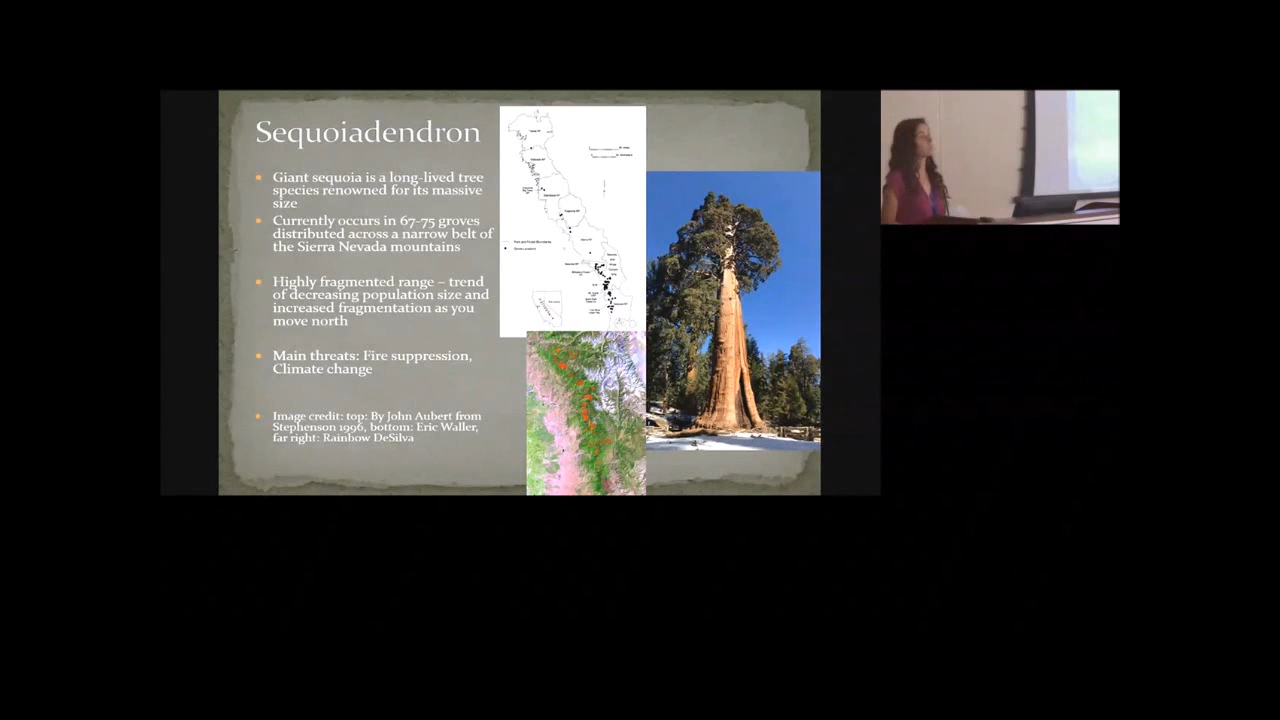 Sequoiadendron
Giant sequoia is a long-lived tree
species renowned for its massive
size
Currently occurs in 67-75 groves
distributed across a narrow belt of
the Sierra Nevada mountains
Highly fragmented range – trend
of decreasing population size and
increased fragmentation as you
move north
Main threats: Fire suppression,
Climate change
Image credit: top: By John Aubert from
Stephenson 1996, bottom: Eric Waller,
far right: Rainbow DeSilva